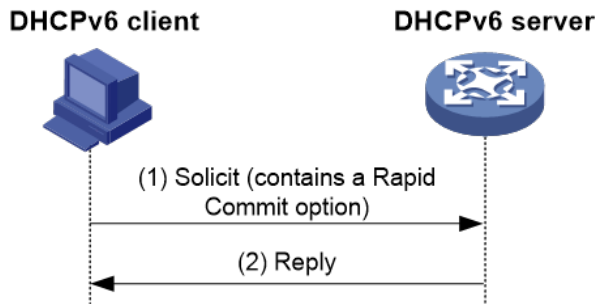 DHCPv6 client
DHCPv6 server
(1) Solicit (contains a Rapid
Commit option)
(2) Reply